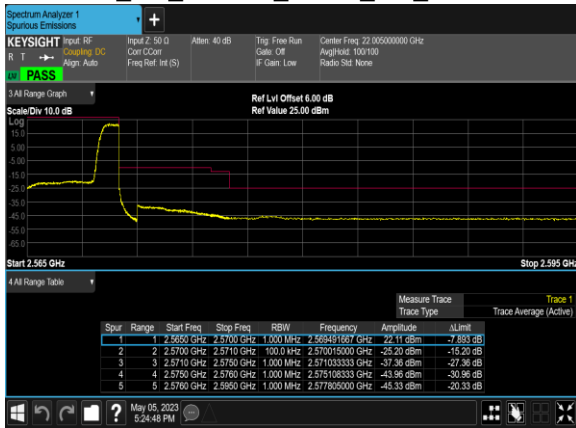 Spectrum Analyzer 1
Spurious Emissions
KEYSIGHT Input: RF
R T Coupling: DC
Align: Auto
Input Z: 50 Ω
Corr CCorr
Freq Ref: Int (S)
Atten: 40 dB
Trig: Free Run
Gate: Off
IF Gain: Low
Center Freq: 22.005000000 GHz
Avg|Hold: 100/100
Radio Std: None
PASS
3 All Range Graph
Scale/Div 10.0 dB
Ref Lvl Offset 6.00 dB
Ref Value 25.00 dBm
Log
15.0
5.00
-5.00
-15.0
-25.0
-35.0
-45.0
-55.0
-65.0
Start 2.565 GHz
Stop 2.595 GHz
4 All Range Table
Measure Trace Trace 1
Trace Type Trace Average (Active)
Spur Range Start Freq Stop Freq RBW Frequency Amplitude ΔLimit
1 1 2.5650 GHz 2.5700 GHz 1.000 MHz 2.569491667 GHz 22.11 dBm -7.893 dB
2 2 2.5700 GHz 2.5710 GHz 100.0 kHz 2.570015000 GHz -25.20 dBm -15.20 dB
3 3 2.5710 GHz 2.5750 GHz 1.000 MHz 2.571033333 GHz -37.36 dBm -27.36 dB
4 4 2.5750 GHz 2.5760 GHz 1.000 MHz 2.575108333 GHz -43.96 dBm -30.96 dB
5 5 2.5760 GHz 2.5950 GHz 1.000 MHz 2.577805000 GHz -45.33 dBm -20.33 dB
?
May 05, 2023
5:24:48 PM